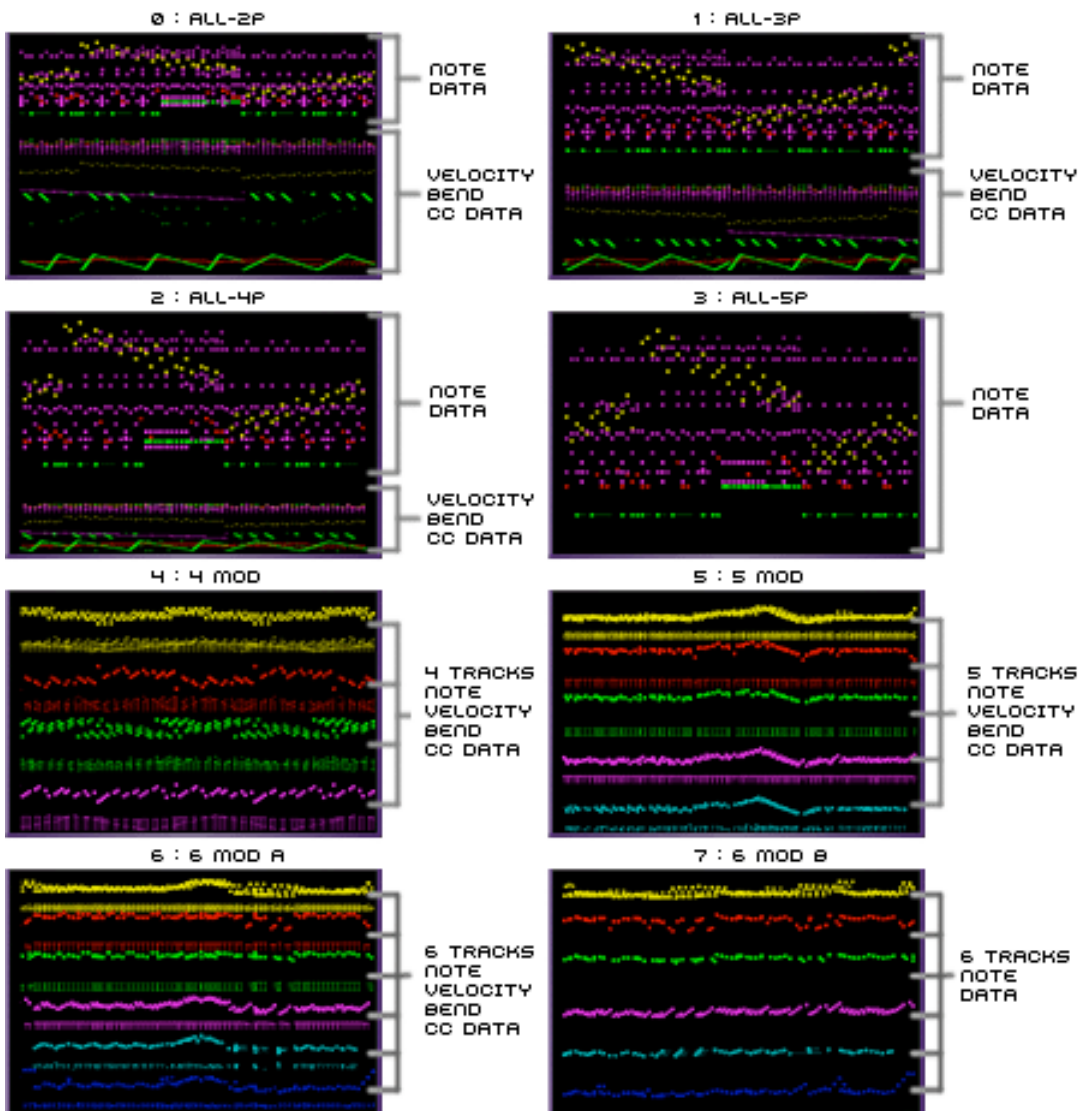 0 : ALL-2P
NOTE
DATA
VELOCITY
BEND
CC DATA
1 : ALL-3P
NOTE
DATA
VELOCITY
BEND
CC DATA
2 : ALL-4P
NOTE
DATA
VELOCITY
BEND
CC DATA
3 : ALL-5P
NOTE
DATA
4 : 4 MOD
4 TRACKS
NOTE
VELOCITY
BEND
CC DATA
5 : 5 MOD
5 TRACKS
NOTE
VELOCITY
BEND
CC DATA
6 : 6 MOD A
6 TRACKS
NOTE
VELOCITY
BEND
CC DATA
7 : 6 MOD B
6 TRACKS
NOTE
DATA